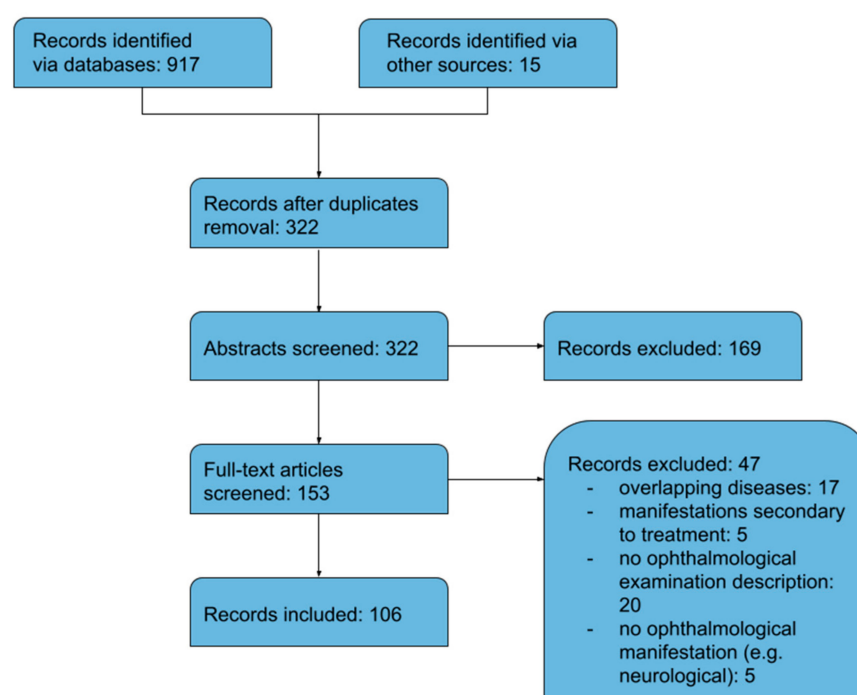 Records identified
via databases: 917
Records identified via
other sources: 15
Records after duplicates
removal: 322
Abstracts screened: 322
Records excluded: 169
Full-text articles
screened: 153
Records excluded: 47
- overlapping diseases: 17
- manifestations secondary
to treatment: 5
- no ophthalmological
examination description:
20
- no ophthalmological
manifestation (e.g.
neurological): 5
Records included: 106